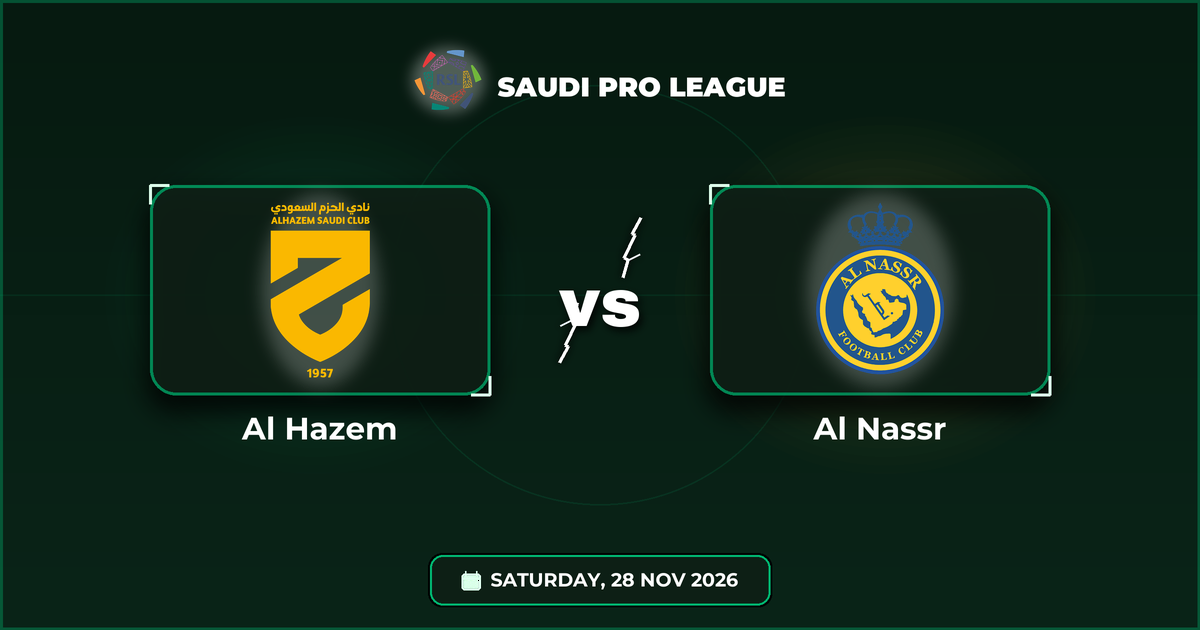 RSL
SAUDI PRO LEAGUE
نادي الحزم السعودي
ALHAZEM SAUDI CLUB
1957
Al Hazem
VS
AL NASSR
FOOTBALL CLUB
Al Nassr
SATURDAY, 28 NOV 2026